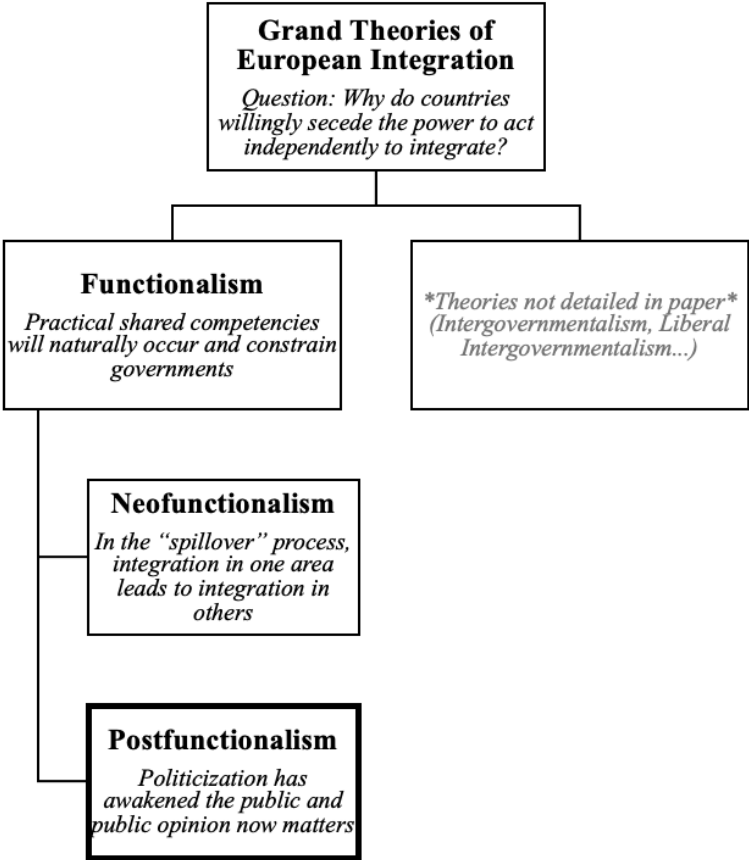 Grand Theories of
European Integration
Question: Why do countries
willingly secede the power to act
independently to integrate?
Functionalism
Practical shared competencies
will naturally occur and constrain
governments
*Theories not detailed in paper*
(Intergovernmentalism, Liberal
Intergovernmentalism...)
Neofunctionalism
In the “spillover” process,
integration in one area
leads to integration in
others
Postfunctionalism
Politicization has
awakened the public and
public opinion now matters